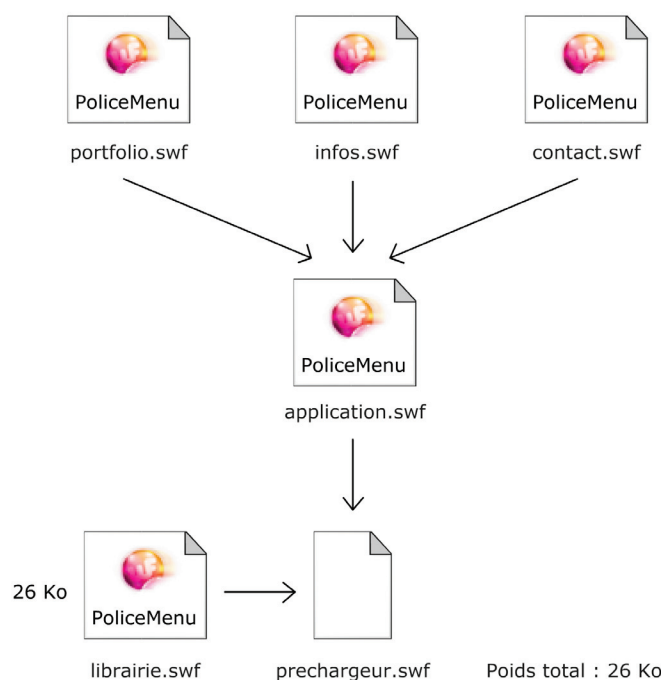 PoliceMenu PoliceMenu PoliceMenu
portfolio.swf infos.swf contact.swf
PoliceMenu
application.swf
26 Ko PoliceMenu
librairie.swf prechargeur.swf Poids total : 26 Ko